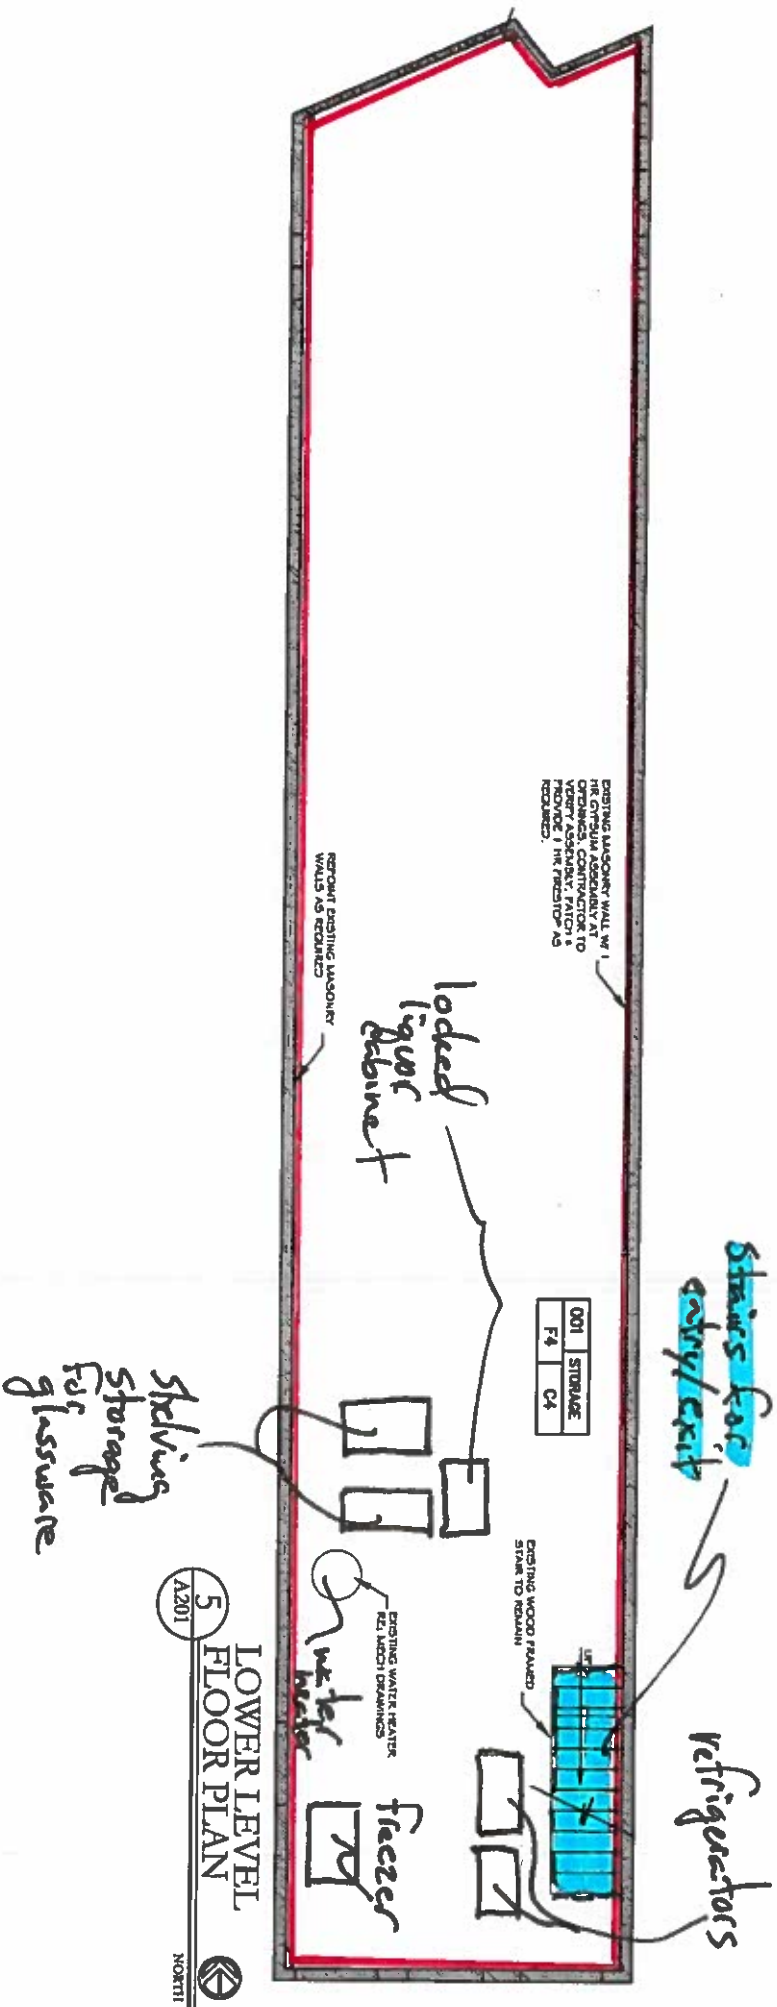 EXISTING MASONRY WALL W/ 1
HR GYPSUM ASSEMBLY AT
OPENINGS. CONTRACTOR TO
VERIFY ASSEMBLY. PATCH &
PROVIDE 1 HR FIRESTOP AS
REQUIRED.
REPOINT EXISTING MASONRY
WALLS AS REQUIRED
locked
liquor
cabinet
Stairs for
entry/exit
001 STORAGE
F4 C4
Shelving
storage
for
glassware
EXISTING WOOD FRAMED
STAIR TO REMAIN
UP
EXISTING WATER HEATER
RE: MECH DRAWINGS
water
heater
refrigerators
freezer
5
A201
LOWER LEVEL
FLOOR PLAN
NORTH